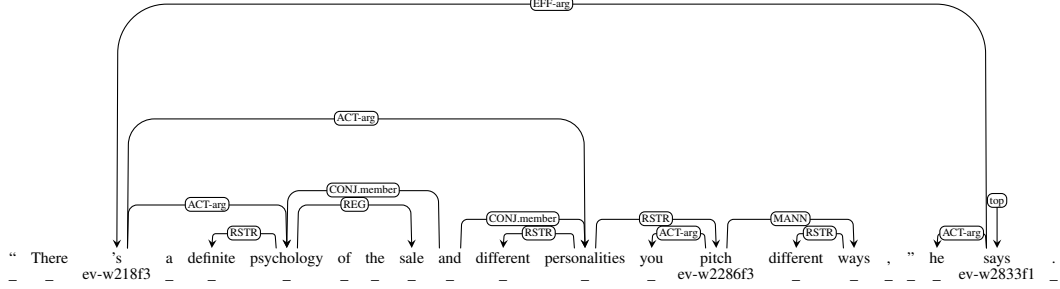 EFF-arg
ACT-arg
CONJ.member
ACT-arg REG top
CONJ.member RSTR MANN
RSTR RSTR ACT-arg RSTR ACT-arg
“ There 's a definite psychology of the sale and different personalities you pitch different ways , ” he says .
ev-w218f3 ev-w2286f3 ev-w2833f1
_ _ _ _ _ _ _ _ _ _ _ _ _ _ _ _ _ _